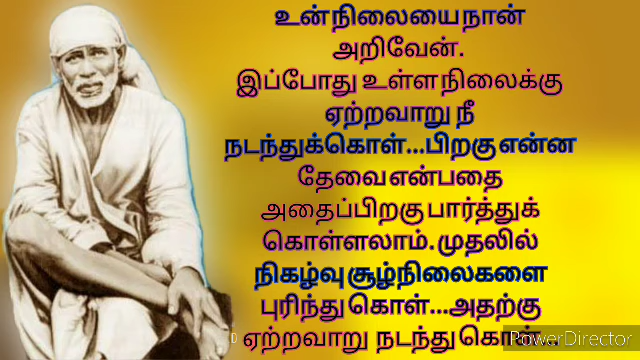 உன் நிலையை நான்
அறிவேன்.
இப்போது உள்ள நிலைக்கு
ஏற்றவாறு நீ
நடந்துக்கொள்...பிறகு என்ன
தேவை என்பதை
அதைப்பிறகு பார்த்துக்
கொள்ளலாம். முதலில்
நிகழ்வு சூழ்நிலைகளை
புரிந்து கொள்...அதற்கு
ஏற்றவாறு நடந்து கொள்...
PowerDirector